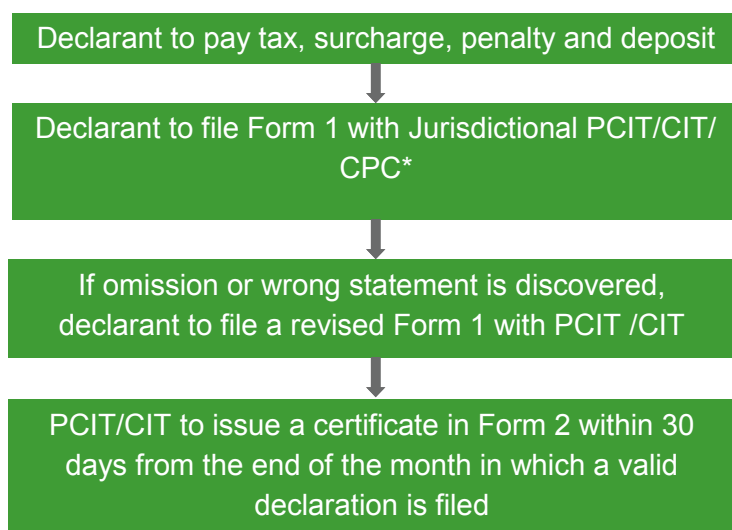 Declarant to pay tax, surcharge, penalty and deposit
Declarant to file Form 1 with Jurisdictional PCIT/CIT/
CPC*
If omission or wrong statement is discovered,
declarant to file a revised Form 1 with PCIT /CIT
PCIT/CIT to issue a certificate in Form 2 within 30
days from the end of the month in which a valid
declaration is filed